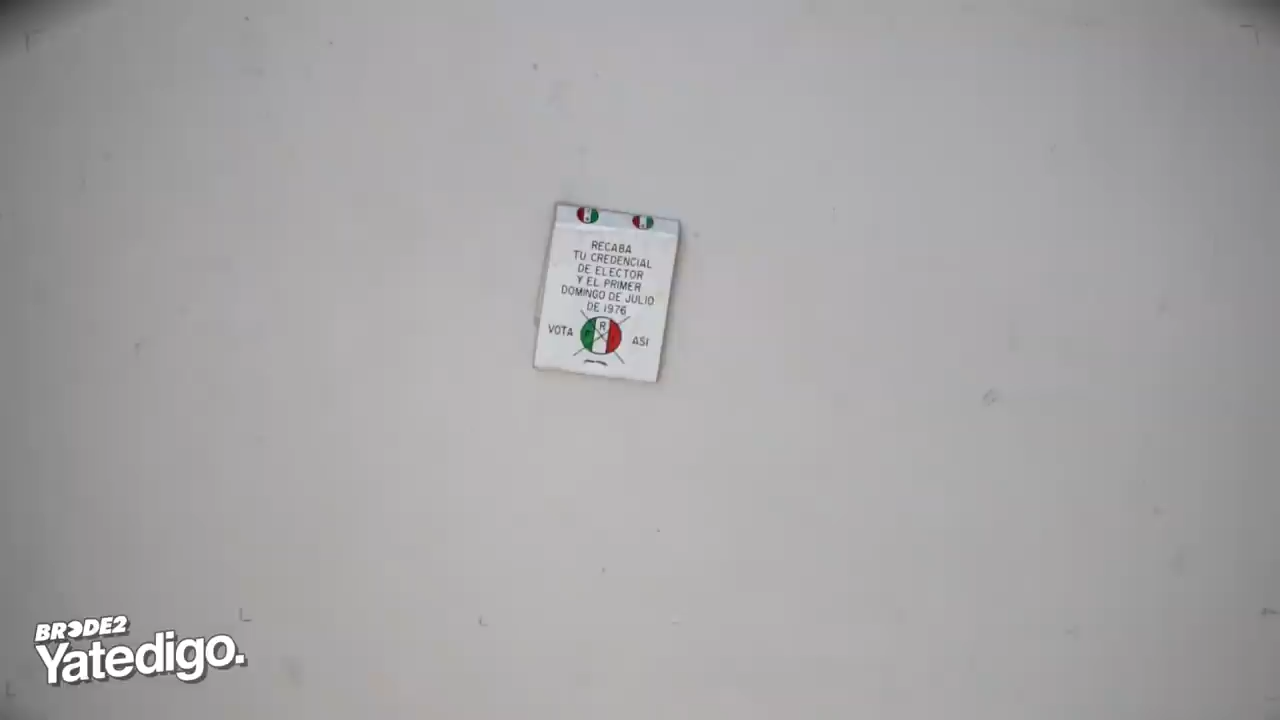 RECABA
TU CREDENCIAL
DE ELECTOR
Y EL PRIMER
DOMINGO DE JULIO
DE 1976
VOTA R ASI
BRODE2
Yatedigo.